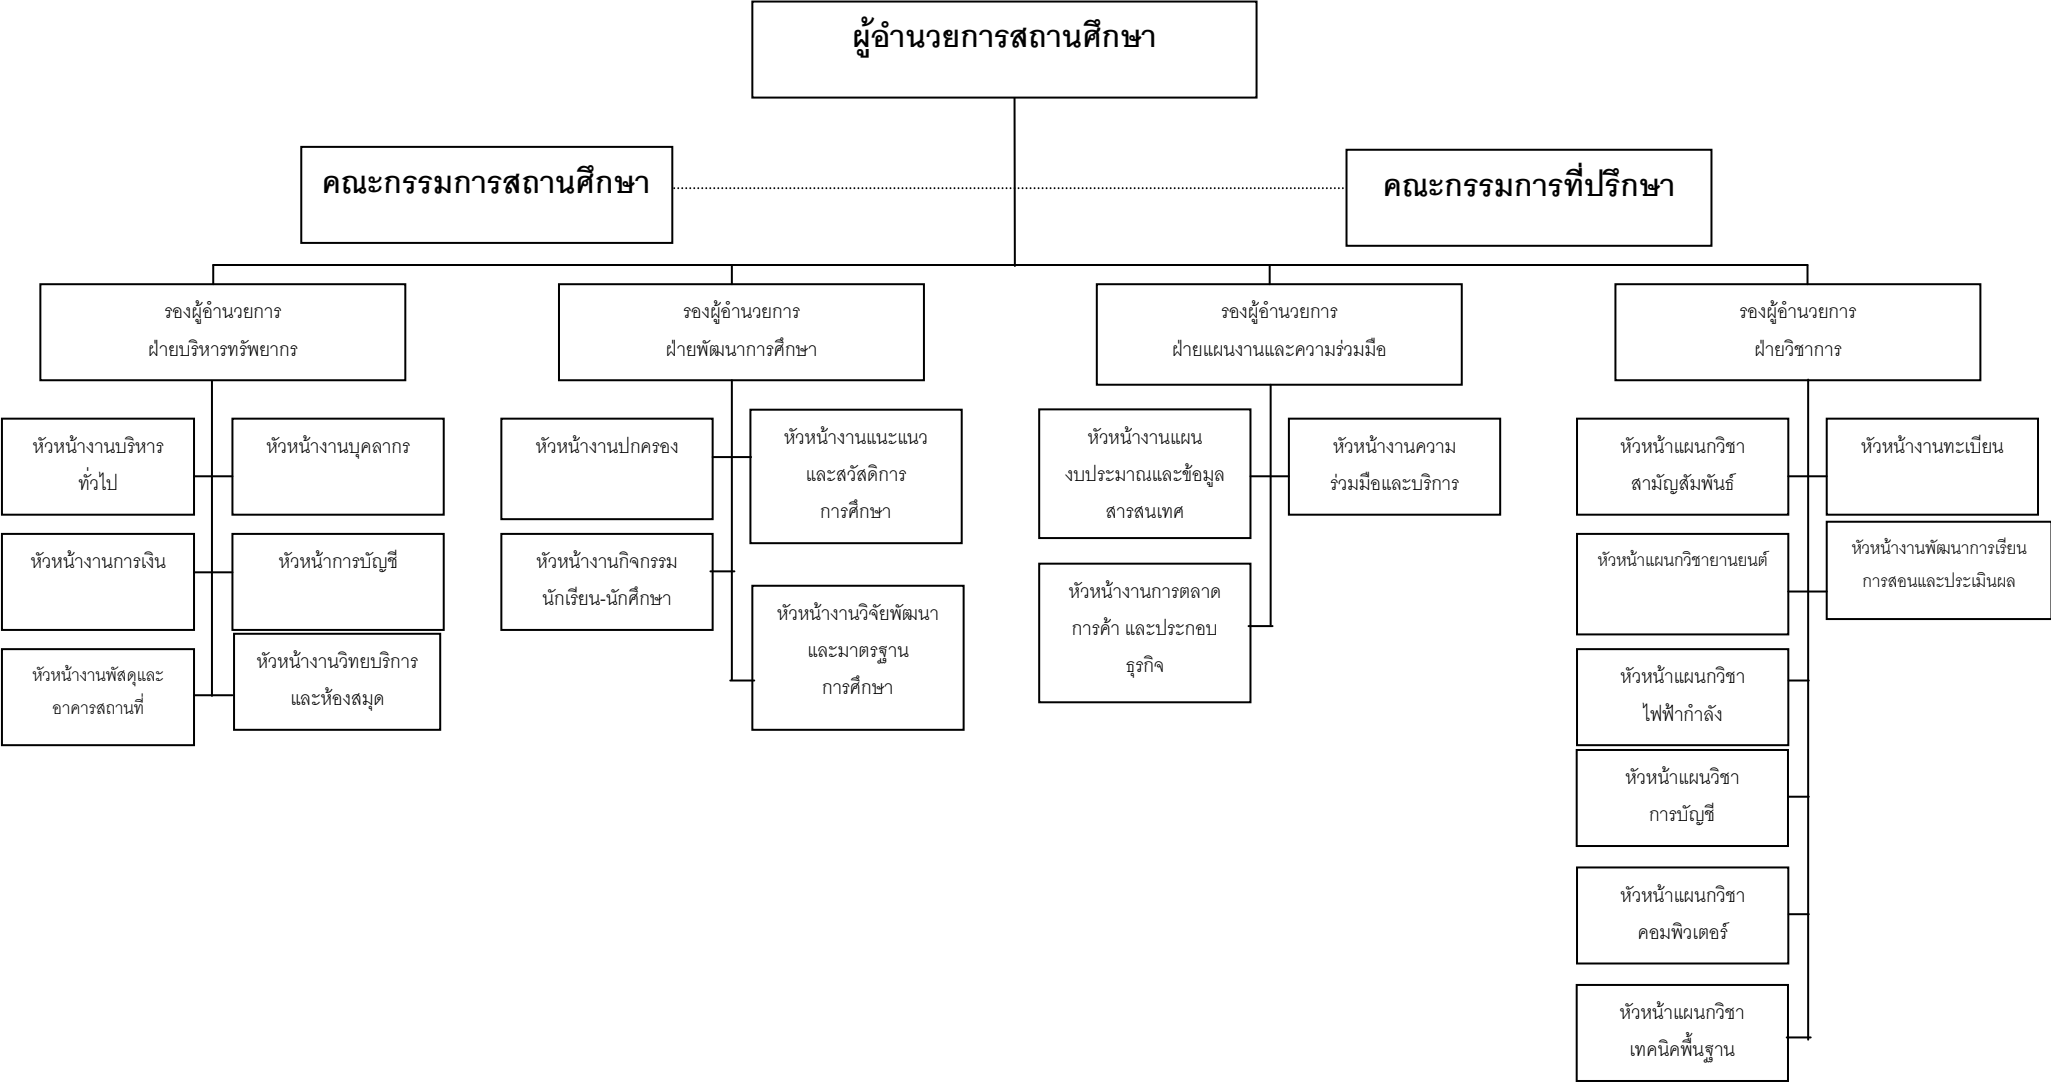 ผู้อำนวยการสถานศึกษา
คณะกรรมการสถานศึกษา
คณะกรรมการที่ปรึกษา
รองผู้อำนวยการ
ฝ่ายบริหารทรัพยากร
รองผู้อำนวยการ
ฝ่ายพัฒนาการศึกษา
รองผู้อำนวยการ
ฝ่ายแผนงานและความร่วมมือ
รองผู้อำนวยการ
ฝ่ายวิชาการ
หัวหน้างานบริหาร
ทั่วไป
หัวหน้างานบุคลากร
หัวหน้างานการเงิน
หัวหน้าการบัญชี
หัวหน้างานพัสดุและ
อาคารสถานที่
หัวหน้างานวิทยบริการ
และห้องสมุด
หัวหน้างานปกครอง
หัวหน้างานแนะแนว
และสวัสดิการ
การศึกษา
หัวหน้างานกิจกรรม
นักเรียน-นักศึกษา
หัวหน้างานวิจัยพัฒนา
และมาตรฐาน
การศึกษา
หัวหน้างานแผน
งบประมาณและข้อมูล
สารสนเทศ
หัวหน้างานความ
ร่วมมือและบริการ
หัวหน้างานการตลาด
การค้า และประกอบ
ธุรกิจ
หัวหน้าแผนกวิชา
สามัญสัมพันธ์
หัวหน้างานทะเบียน
หัวหน้าแผนกวิชายานยนต์
หัวหน้างานพัฒนาการเรียน
การสอนและประเมินผล
หัวหน้าแผนกวิชา
ไฟฟ้ากำลัง
หัวหน้าแผนวิชา
การบัญชี
หัวหน้าแผนกวิชา
คอมพิวเตอร์
หัวหน้าแผนกวิชา
เทคนิคพื้นฐาน